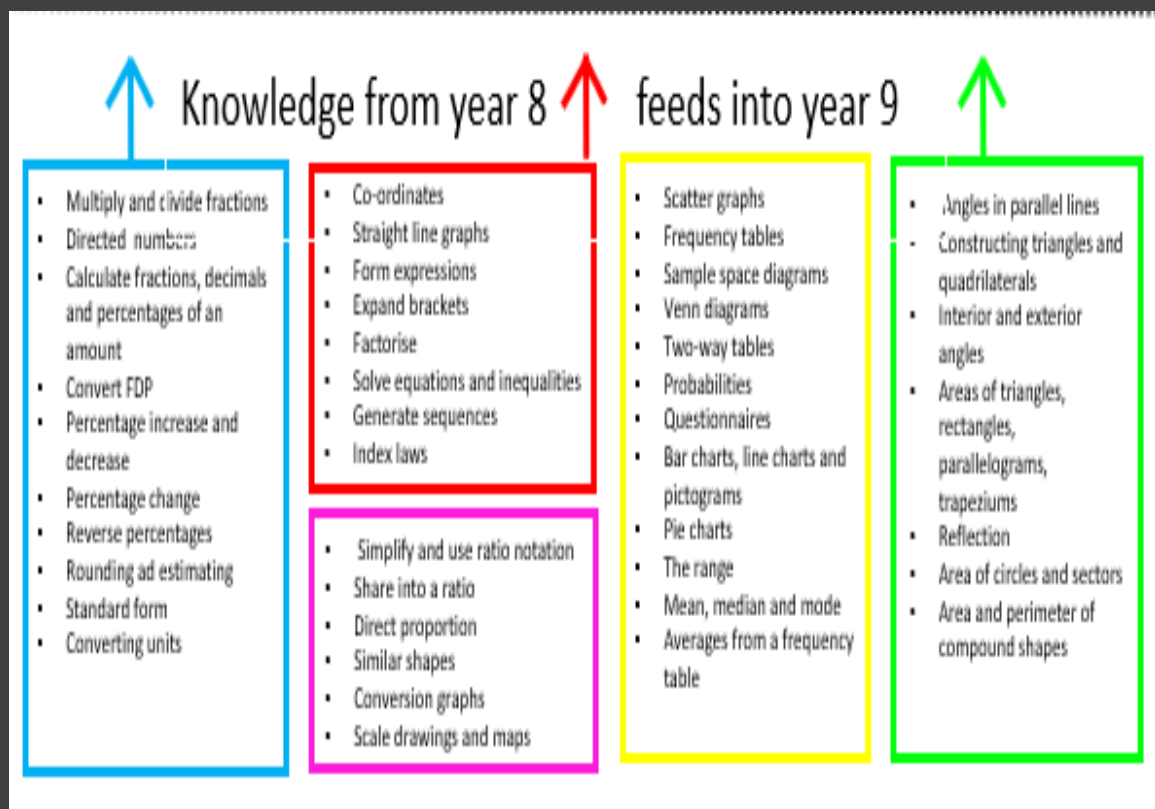 Knowledge from year 8 feeds into year 9
Multiply and divide fractions
Directed numbers
Calculate fractions, decimals
and percentages of an
amount
Convert FDP
Percentage increase and
decrease
Percentage change
Reverse percentages
Rounding ad estimating
Standard form
Converting units
Co-ordinates
Straight line graphs
Form expressions
Expand brackets
Factorise
Solve equations and inequalities
Generate sequences
Index laws
Simplify and use ratio notation
Share into a ratio
Direct proportion
Similar shapes
Conversion graphs
Scale drawings and maps
Scatter graphs
Frequency tables
Sample space diagrams
Venn diagrams
Two-way tables
Probabilities
Questionnaires
Bar charts, line charts and
pictograms
Pie charts
The range
Mean, median and mode
Averages from a frequency
table
Angles in parallel lines
Constructing triangles and
quadrilaterals
Interior and exterior
angles
Areas of triangles,
rectangles,
parallelograms,
trapeziums
Reflection
Area of circles and sectors
Area and perimeter of
compound shapes